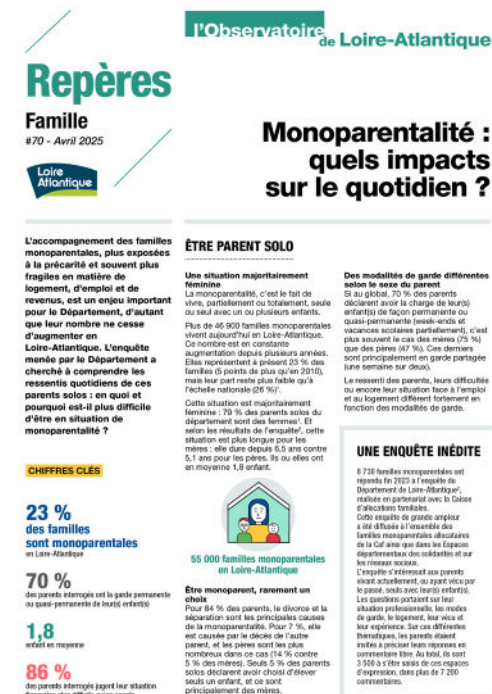 l'Observatoire
de Loire-Atlantique
Repères
Famille
#70 - Avril 2025
Loire
Atlantique
Monoparentalité :
quels impacts
sur le quotidien ?
L'accompagnement des familles
monoparentales, plus exposées
à la précarité et souvent plus
fragiles en matière de
logement, d'emploi et de
revenus, est un enjeu important
pour le Département, d'autant
que leur nombre ne cesse
d'augmenter en
Loire-Atlantique. L'enquête
menée par le Département a
cherché à comprendre les
ressentis quotidiens de ces
parents solos : en quoi et
pourquoi est-il plus difficile
d'être en situation de
monoparentalité ?
CHIFFRES CLÉS
23 %
des familles
sont monoparentales
en Loire-Atlantique
70 %
des parents interrogés ont la garde permanente
ou quasi-permanente de leur(s) enfant(s)
1,8
enfant en moyenne
86 %
des parents interrogés jugent leur situation
ÊTRE PARENT SOLO
Une situation majoritairement
féminine
La monoparentalité, c'est le fait de
vivre, partiellement ou totalement, seule
ou seul avec un ou plusieurs enfants.
Plus de 46 900 familles monoparentales
vivent aujourd'hui en Loire-Atlantique.
Ce nombre est en constante
augmentation depuis plusieurs années.
Elles représentent à présent 23 % des
familles (5 points de plus qu'en 2010),
mais leur part reste plus faible qu'à
l'échelle nationale (26 %)¹.
Cette situation est majoritairement
féminine : 79 % des parents solos du
département sont des femmes¹. Et
selon les résultats de l'enquête², cette
situation est plus longue pour les
mères : elle dure depuis 6,5 ans contre
5,1 ans pour les pères. Ils ou elles ont
en moyenne 1,8 enfant.
55 000 familles monoparentales
en Loire-Atlantique
Être monoparent, rarement un
choix
Pour 84 % des parents, le divorce et la
séparation sont les principales causes
de la monoparentalité. Pour 7 %, elle
est causée par le décès de l'autre
parent, et les pères sont les plus
nombreux dans ce cas (14 % contre
5 % des mères). Seuls 5 % des parents
solos déclarent avoir choisi d'élever
seuls un enfant, et ce sont
principalement des mères.
Des modalités de garde différentes
selon le sexe du parent
Si au global, 70 % des parents
déclarent avoir la charge de leur(s)
enfant(s) de façon permanente ou
quasi-permanente (week-ends et
vacances scolaires partiellement), c'est
plus souvent le cas des mères (75 %)
que des pères (47 %). Ces derniers
sont principalement en garde partagée
(une semaine sur deux).
Le ressenti des parents, leurs difficultés
ou encore leur situation face à l'emploi
et au logement diffèrent fortement en
fonction des modalités de garde.
UNE ENQUÊTE INÉDITE
8 730 familles monoparentales ont
répondu fin 2023 à l'enquête du
Département de Loire-Atlantique²,
réalisée en partenariat avec la Caisse
d'allocations familiales.
Cette enquête de grande ampleur
a été diffusée à l'ensemble des
familles monoparentales allocataires
de la Caf ainsi que dans les Espaces
départementaux des solidarités et sur
les réseaux sociaux.
L'enquête s'intéressait aux parents
vivant actuellement, ou ayant vécu par
le passé, seuls avec leur(s) enfant(s).
Les questions portaient sur leur
situation professionnelle, les modes
de garde, le logement, leur vécu et
leur expérience. Sur ces différentes
thématiques, les parents étaient
invités à préciser leurs réponses en
commentaire libre. Au total, ils sont
3 500 à s'être saisis de ces espaces
d'expression, dans plus de 7 200
commentaires.